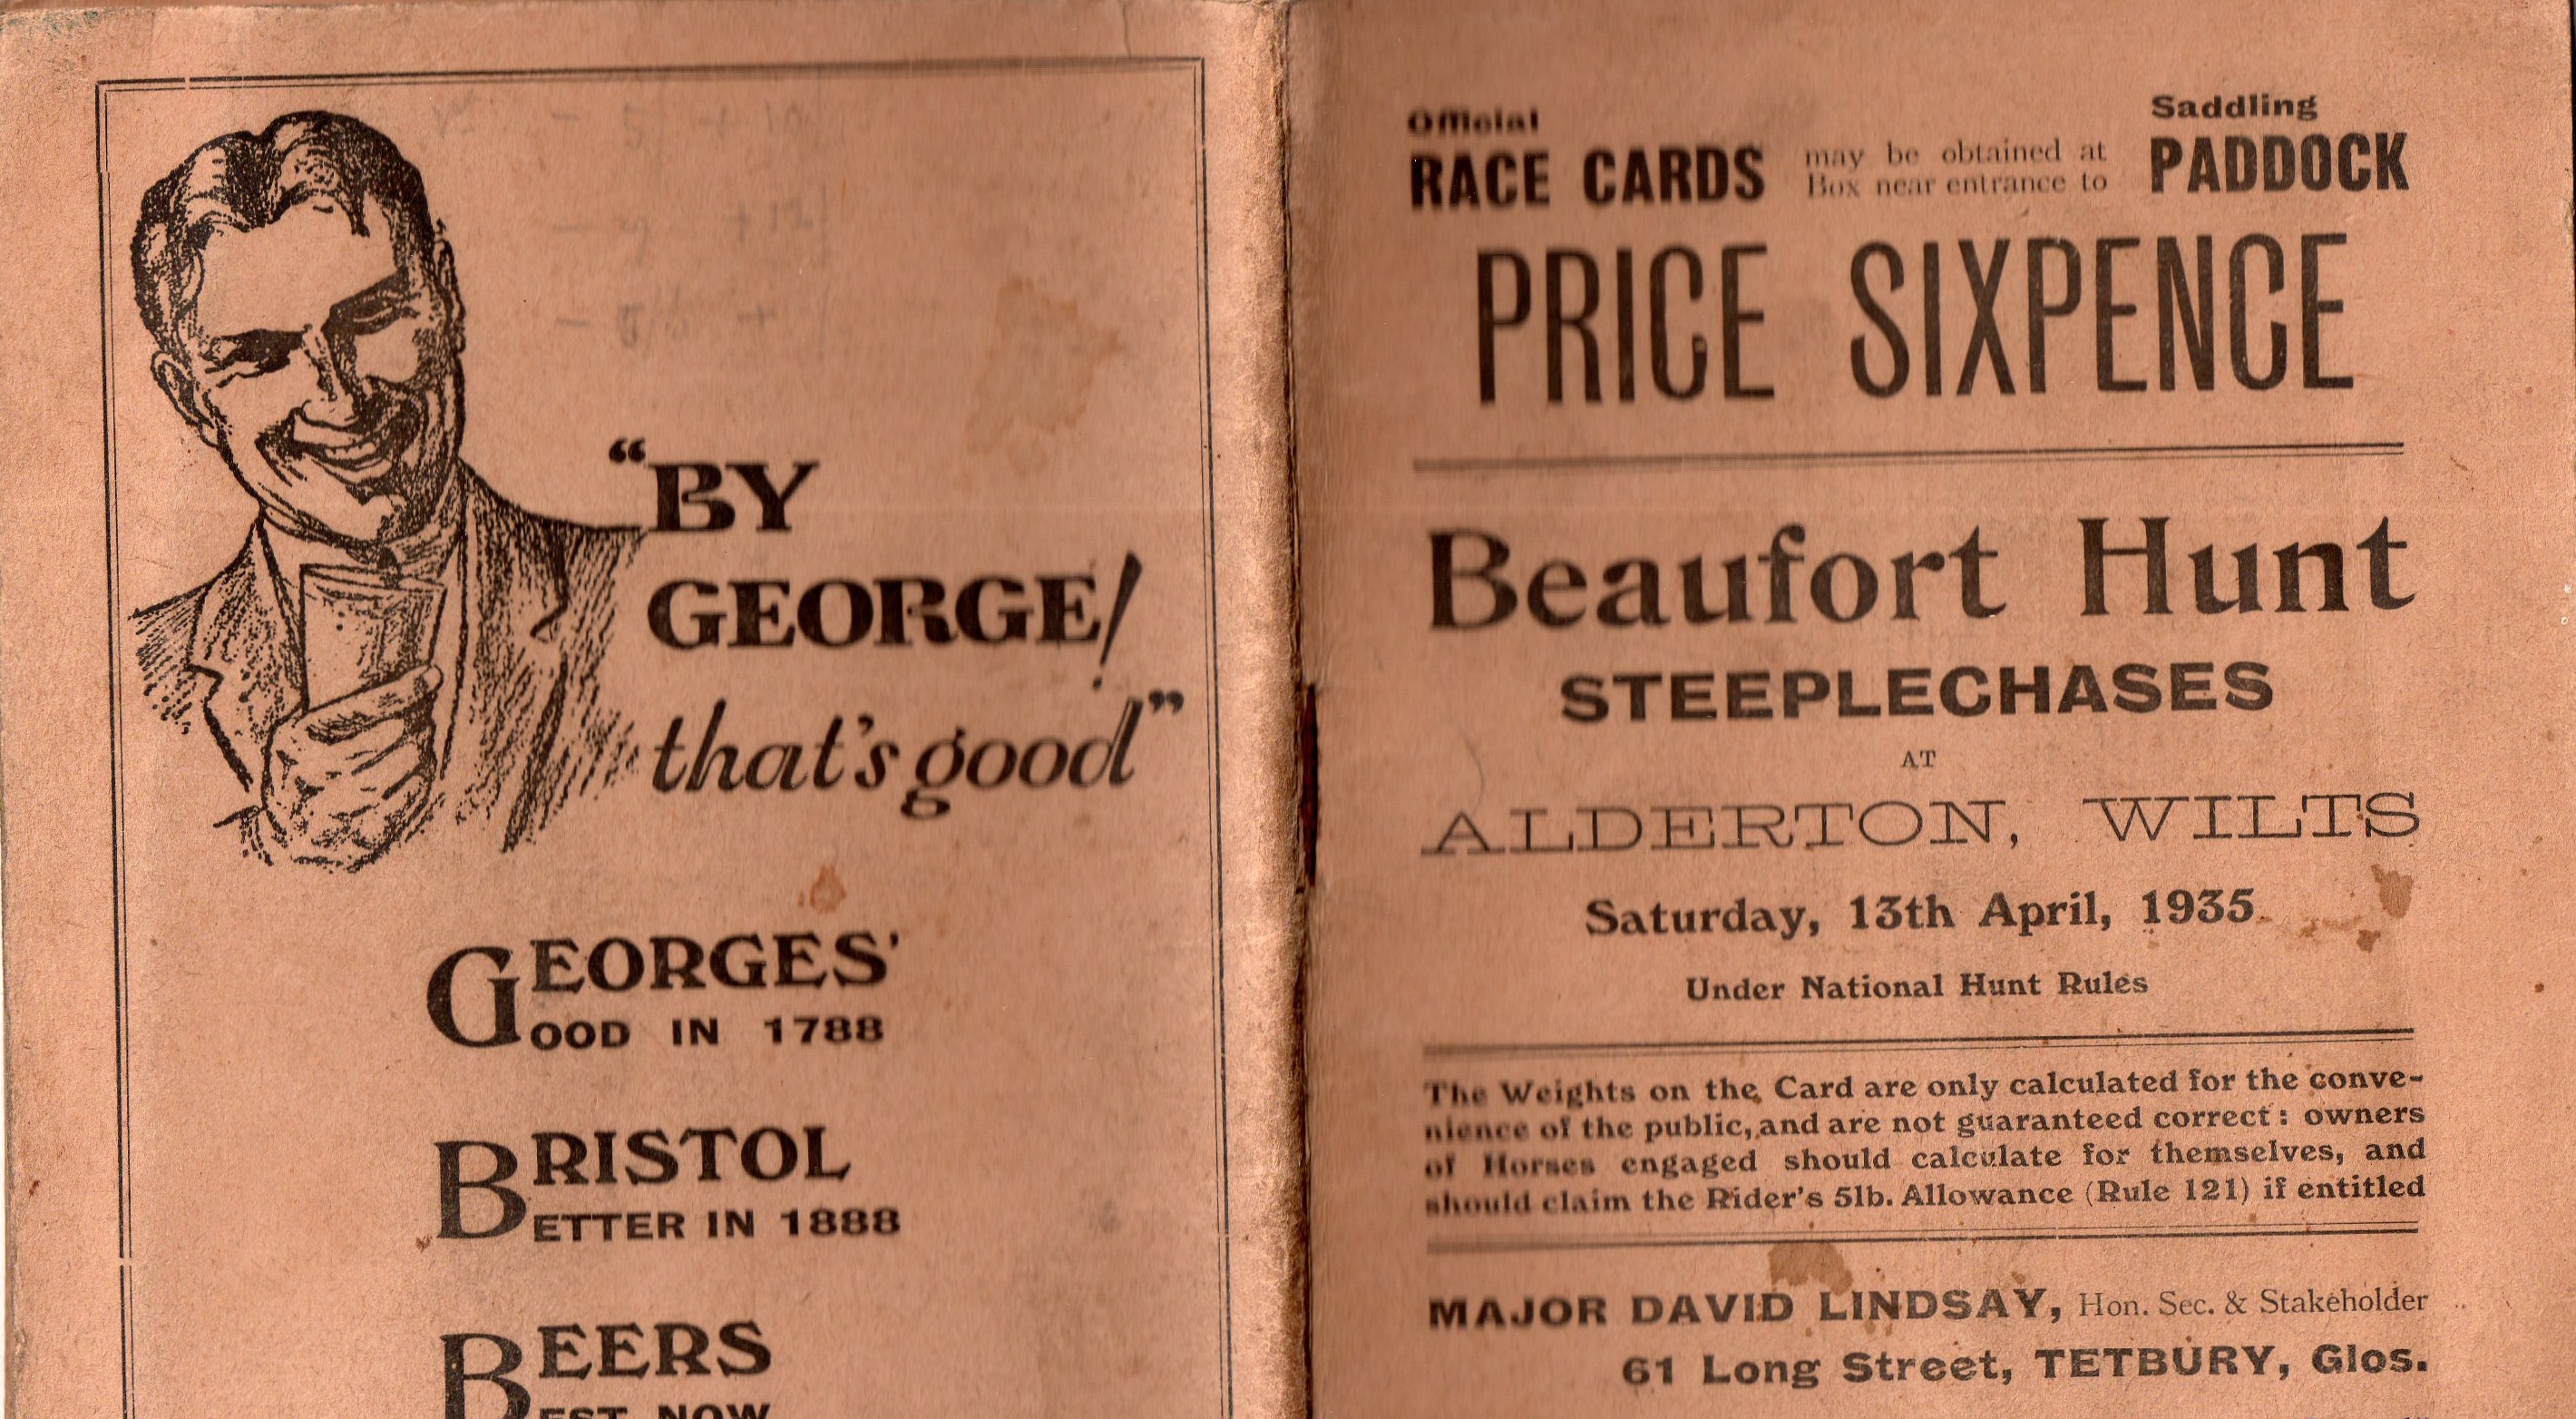 "BY
GEORGE!
that's good"
GEORGES'
GOOD IN 1788
BRISTOL
BETTER IN 1888
BEERS
BEST NOW
Official
RACE CARDS
may be obtained at
Box near entrance to
Saddling
PADDOCK
PRICE SIXPENCE
Beaufort Hunt
STEEPLECHASES
AT
ALDERTON, WILTS
Saturday, 13th April, 1935
Under National Hunt Rules
The Weights on the Card are only calculated for the conve-
nience of the public, and are not guaranteed correct: owners
of Horses engaged should calculate for themselves, and
should claim the Rider's 5lb. Allowance (Rule 121) if entitled
MAJOR DAVID LINDSAY, Hon. Sec. & Stakeholder
61 Long Street, TETBURY, Glos.